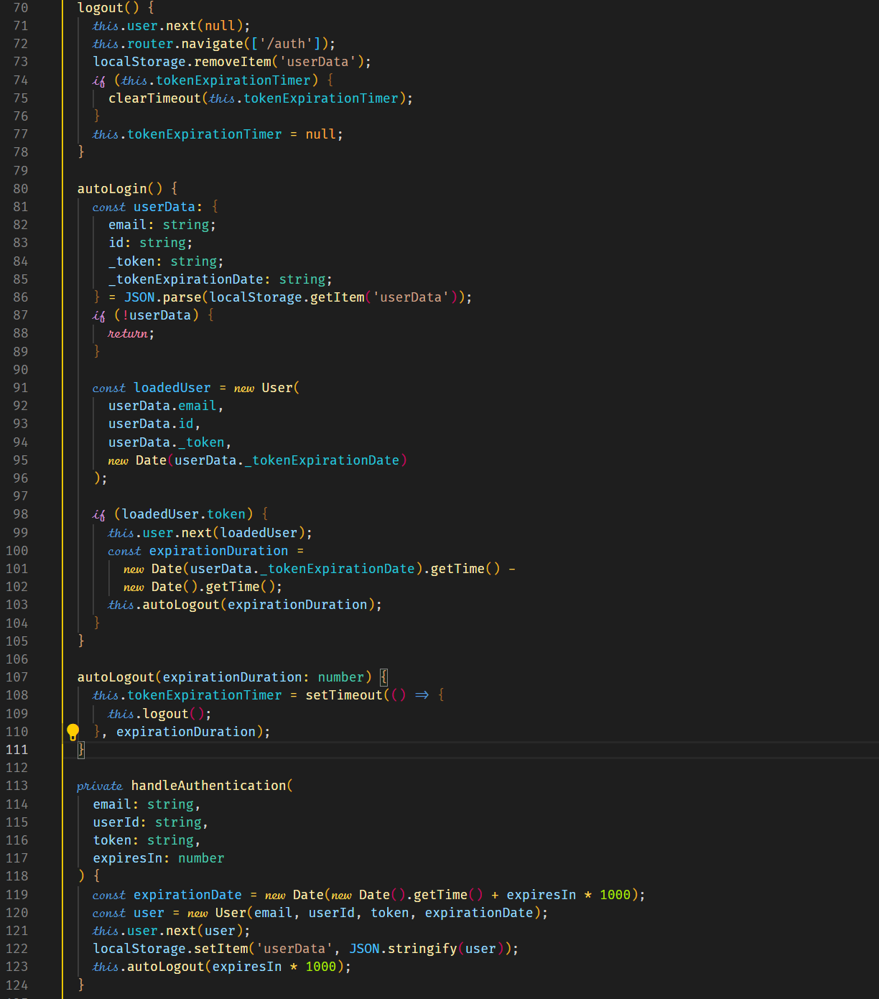 70 logout() {
71 this.user.next(null);
72 this.router.navigate(['/auth']);
73 localStorage.removeItem('userData');
74 if (this.tokenExpirationTimer) {
75 clearTimeout(this.tokenExpirationTimer);
76 }
77 this.tokenExpirationTimer = null;
78 }
79
80 autoLogin() {
81 const userData: {
82 email: string;
83 id: string;
84 _token: string;
85 _tokenExpirationDate: string;
86 } = JSON.parse(localStorage.getItem('userData'));
87 if (!userData) {
88 return;
89 }
90
91 const loadedUser = new User(
92 userData.email,
93 userData.id,
94 userData._token,
95 new Date(userData._tokenExpirationDate)
96 );
97
98 if (loadedUser.token) {
99 this.user.next(loadedUser);
100 const expirationDuration =
101 new Date(userData._tokenExpirationDate).getTime() -
102 new Date().getTime();
103 this.autoLogout(expirationDuration);
104 }
105 }
106
107 autoLogout(expirationDuration: number) {
108 this.tokenExpirationTimer = setTimeout(() => {
109 this.logout();
110 }, expirationDuration);
111 }
112
113 private handleAuthentication(
114 email: string,
115 userId: string,
116 token: string,
117 expiresIn: number
118 ) {
119 const expirationDate = new Date(new Date().getTime() + expiresIn * 1000);
120 const user = new User(email, userId, token, expirationDate);
121 this.user.next(user);
122 localStorage.setItem('userData', JSON.stringify(user));
123 this.autoLogout(expiresIn * 1000);
124 }